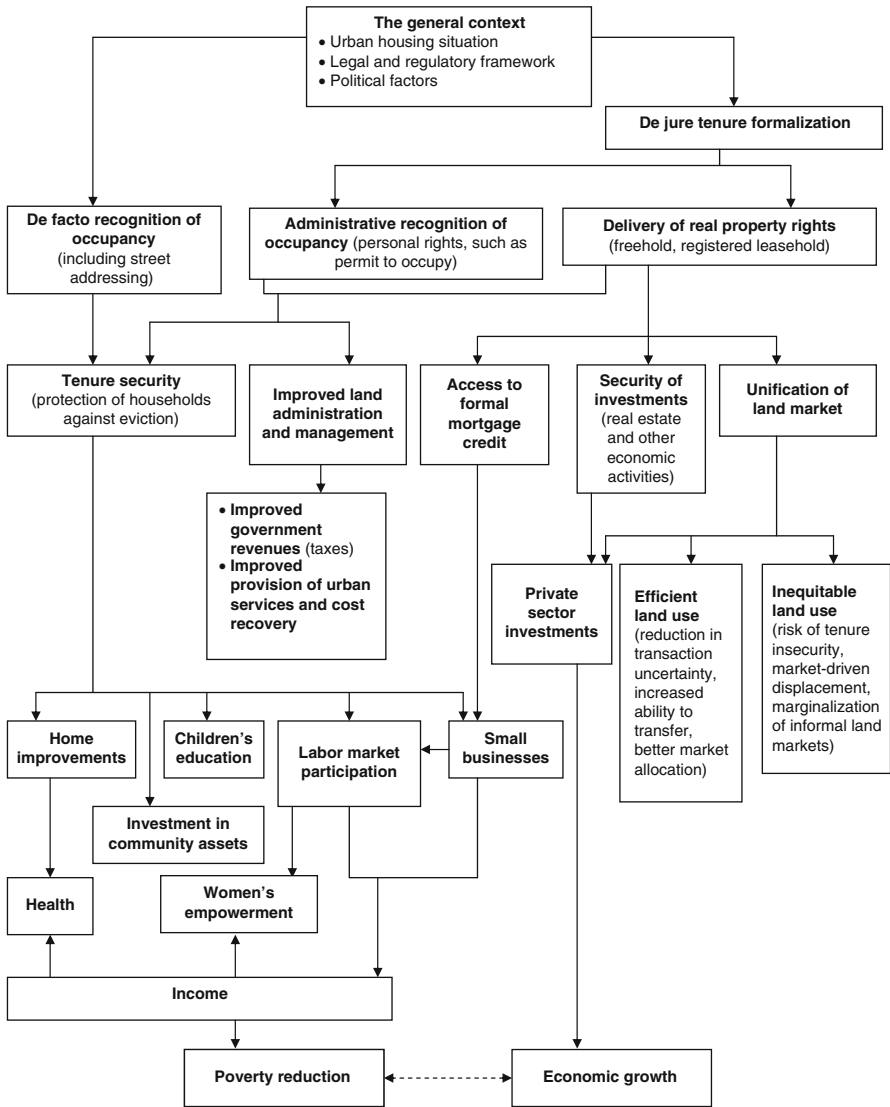 The general context
• Urban housing situation
• Legal and regulatory framework
• Political factors
De jure tenure formalization
De facto recognition of
occupancy
(including street
addressing)
Administrative recognition of
occupancy (personal rights, such as
permit to occupy)
Delivery of real property rights
(freehold, registered leasehold)
Tenure security
(protection of households
against eviction)
Improved land
administration
and management
Access to
formal
mortgage
credit
Security of
investments
(real estate
and other
economic
activities)
Unification of
land market
• Improved
government
revenues (taxes)
• Improved
provision of urban
services and cost
recovery
Private
sector
investments
Efficient
land use
(reduction in
transaction
uncertainty,
increased
ability to
transfer,
better market
allocation)
Inequitable
land use
(risk of tenure
insecurity,
market-driven
displacement,
marginalization
of informal land
markets)
Home
improvements
Children's
education
Labor market
participation
Small
businesses
Investment in
community assets
Health
Women's
empowerment
Income
Poverty reduction
Economic growth